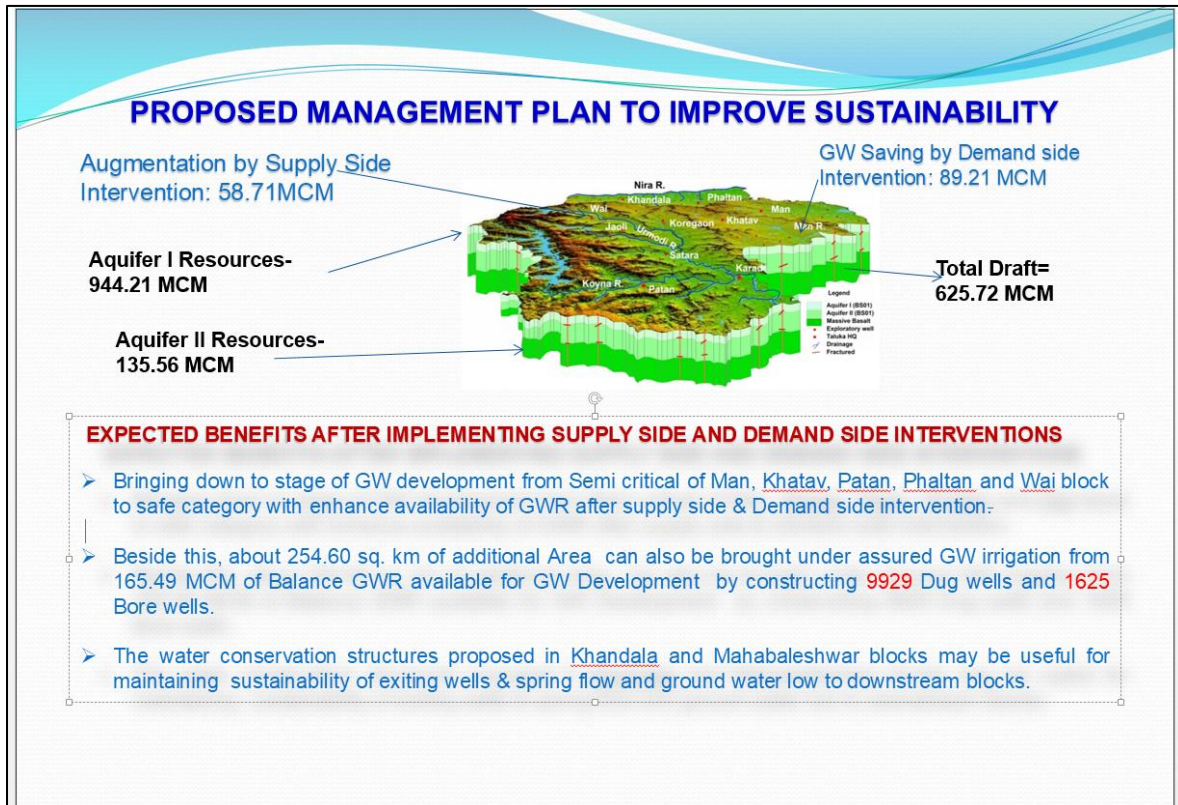 PROPOSED MANAGEMENT PLAN TO IMPROVE SUSTAINABILITY
Augmentation by Supply Side
Intervention: 58.71MCM
GW Saving by Demand side
Intervention: 89.21 MCM
Aquifer I Resources-
944.21 MCM
Aquifer II Resources-
135.56 MCM
Nira R.
Khandala
Phaltan
Wai
Man
Jaoli
Koregaon
Khatav
Man R.
Urmodi R.
Satara
Karad
Koyna R.
Patan
Total Draft=
625.72 MCM
Legend
Aquifer I (BS01)
Aquifer II (BS01)
Massive Basalt
Exploratory well
Taluka HQ
Drainage
Fractured
EXPECTED BENEFITS AFTER IMPLEMENTING SUPPLY SIDE AND DEMAND SIDE INTERVENTIONS
➢ Bringing down to stage of GW development from Semi critical of Man, Khatav, Patan, Phaltan and Wai block
to safe category with enhance availability of GWR after supply side & Demand side intervention.
➢ Beside this, about 254.60 sq. km of additional Area can also be brought under assured GW irrigation from
165.49 MCM of Balance GWR available for GW Development by constructing 9929 Dug wells and 1625
Bore wells.
➢ The water conservation structures proposed in Khandala and Mahabaleshwar blocks may be useful for
maintaining sustainability of exiting wells & spring flow and ground water low to downstream blocks.